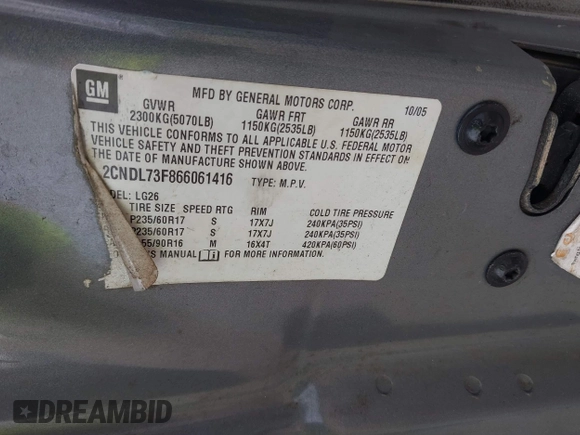 GM
MFD BY GENERAL MOTORS CORP.
10/05
GVWR
GAWR FRT
GAWR RR
2300KG(5070LB)
1150KG(2535LB)
1150KG(2535LB)
THIS VEHICLE CONFORMS TO ALL APPLICABLE U.S. FEDERAL MOTOR
VEHICLE SAFETY AND THEFT PREVENTION STANDARDS IN EFFECT ON
THE DATE OF MANUFACTURE SHOWN ABOVE.
2CNDL73F866061416
TYPE: M.P.V.
DEL: LG26
TIRE SIZE SPEED RTG RIM COLD TIRE PRESSURE
P235/60R17 S 17X7J 240KPA(35PSI)
235/60R17 S 17X7J 240KPA(35PSI)
55/90R16 M 16X4T 420KPA(60PSI)
S MANUAL FOR MORE INFORMATION.
DREAMBID